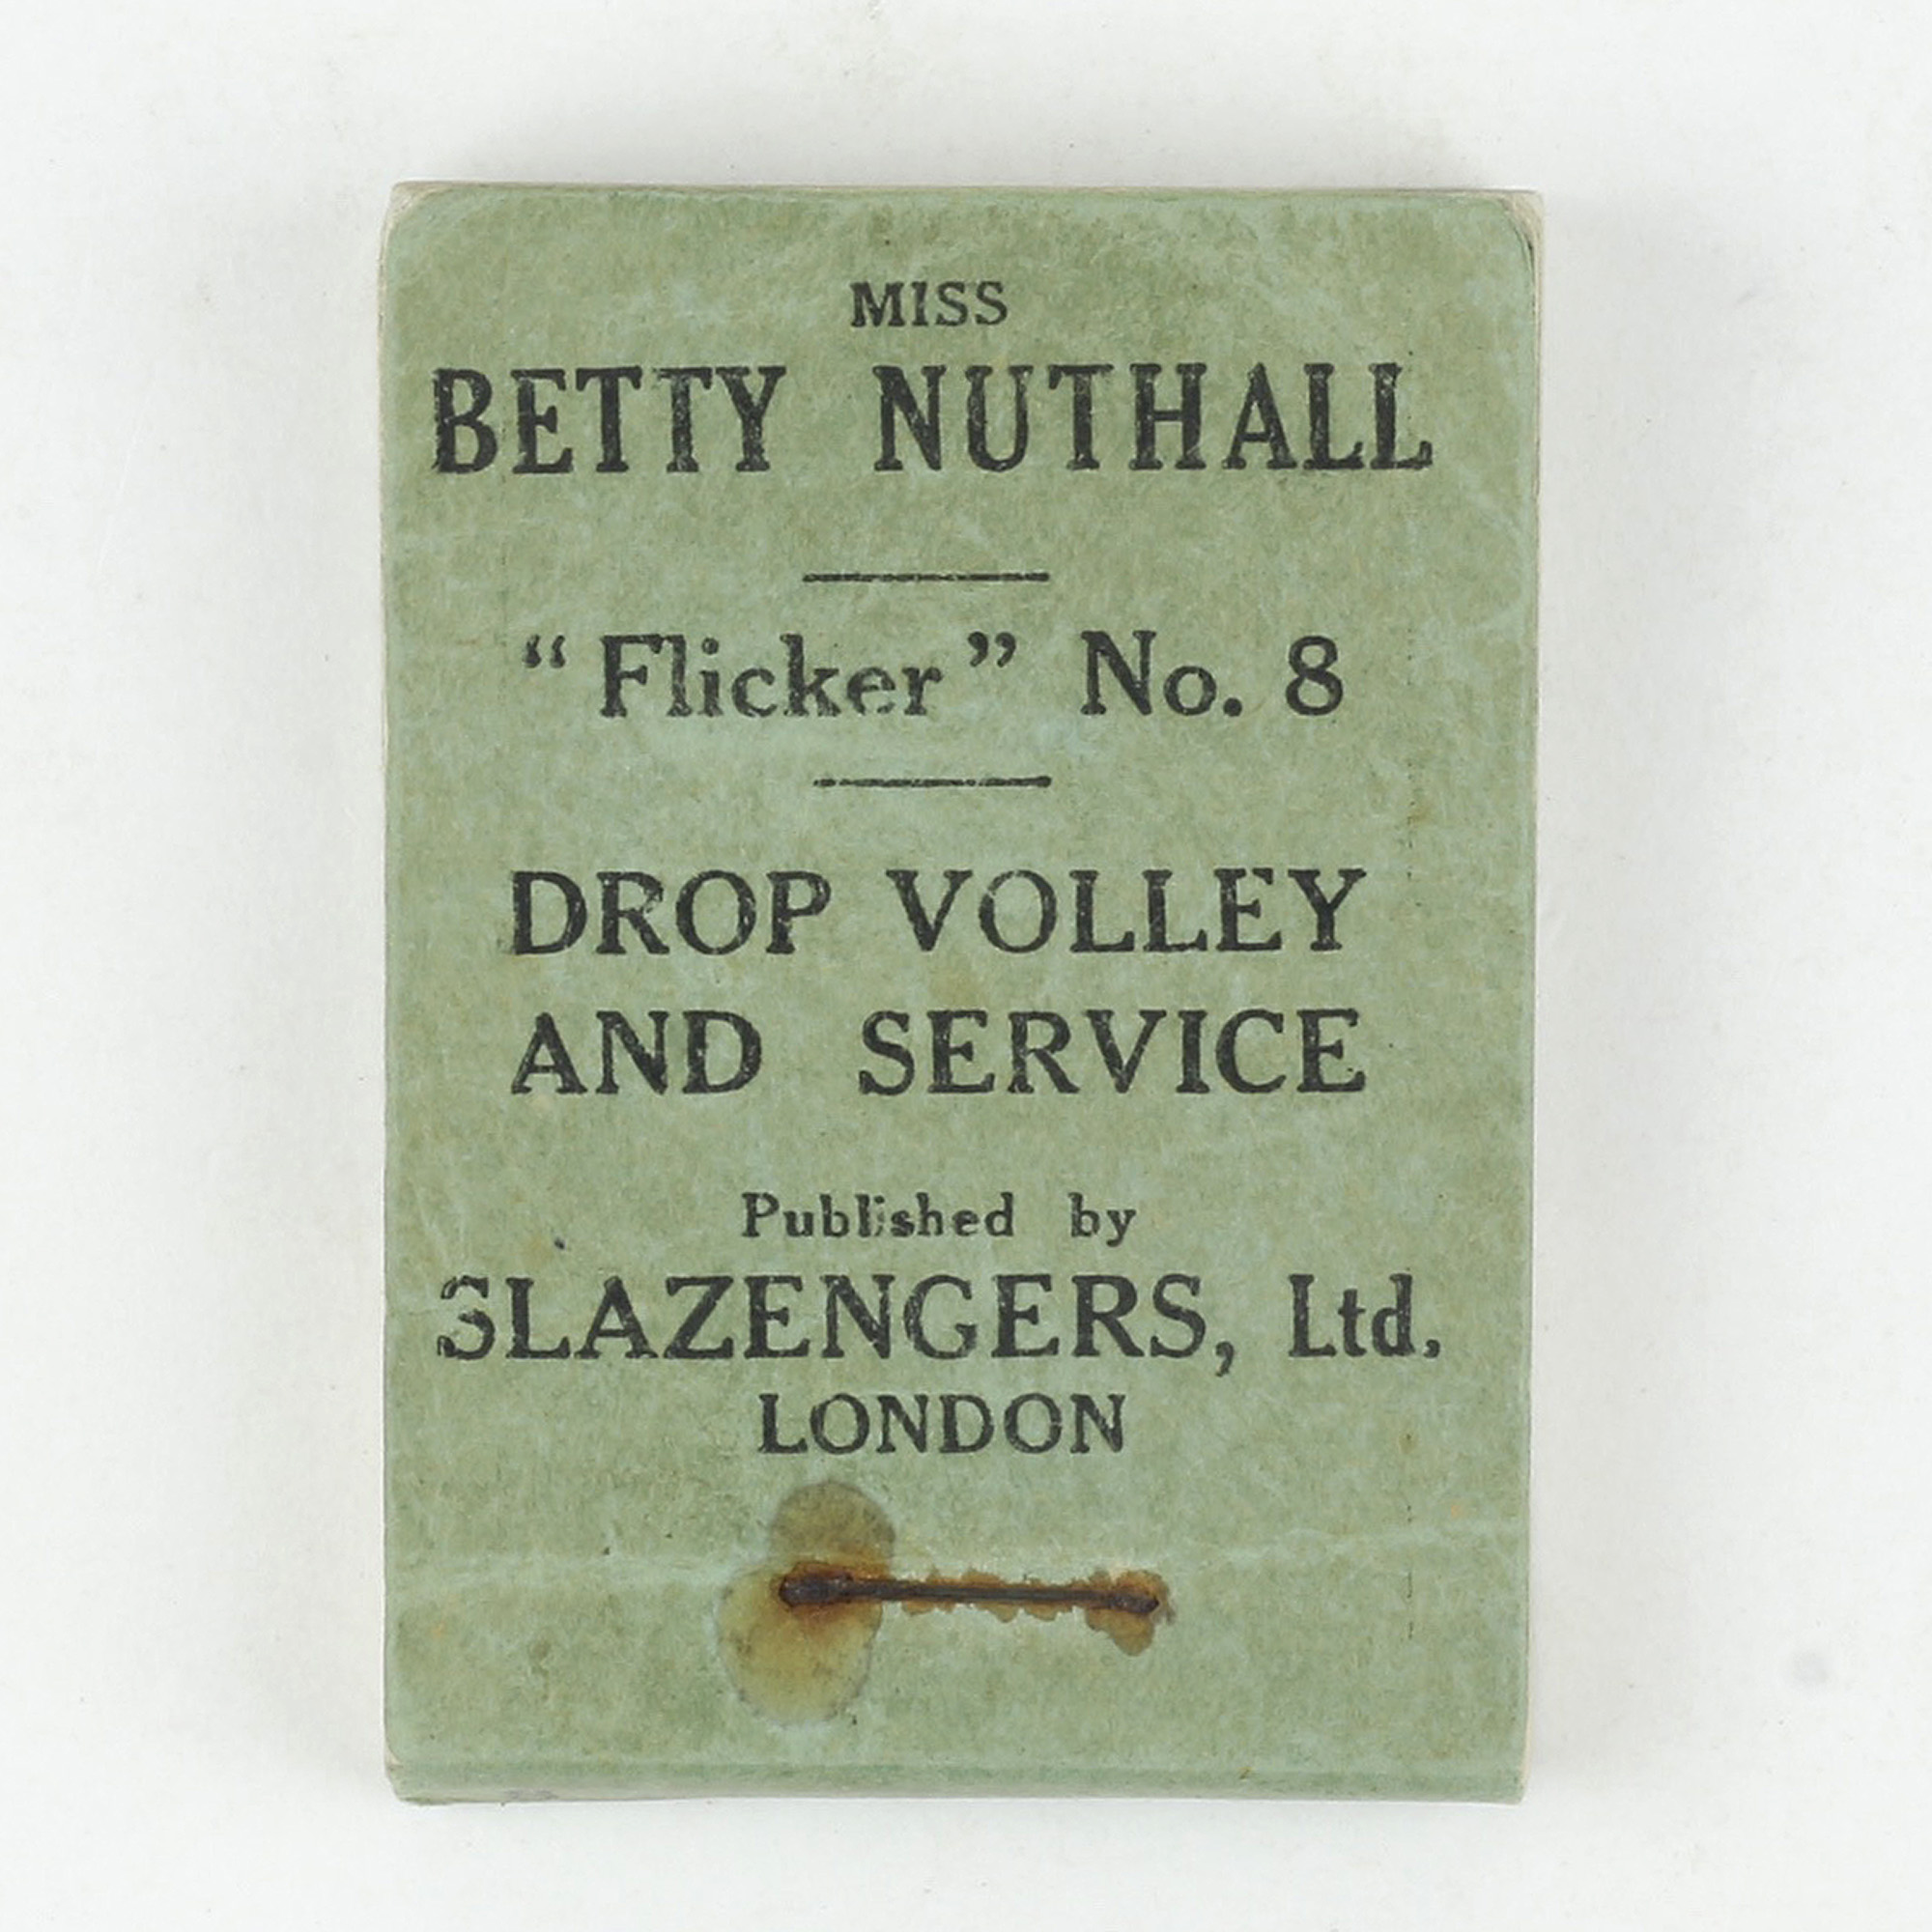 MISS
BETTY NUTHALL
“Flicker” No. 8
DROP VOLLEY
AND SERVICE
Published by
SLAZENGERS, Ltd.
LONDON